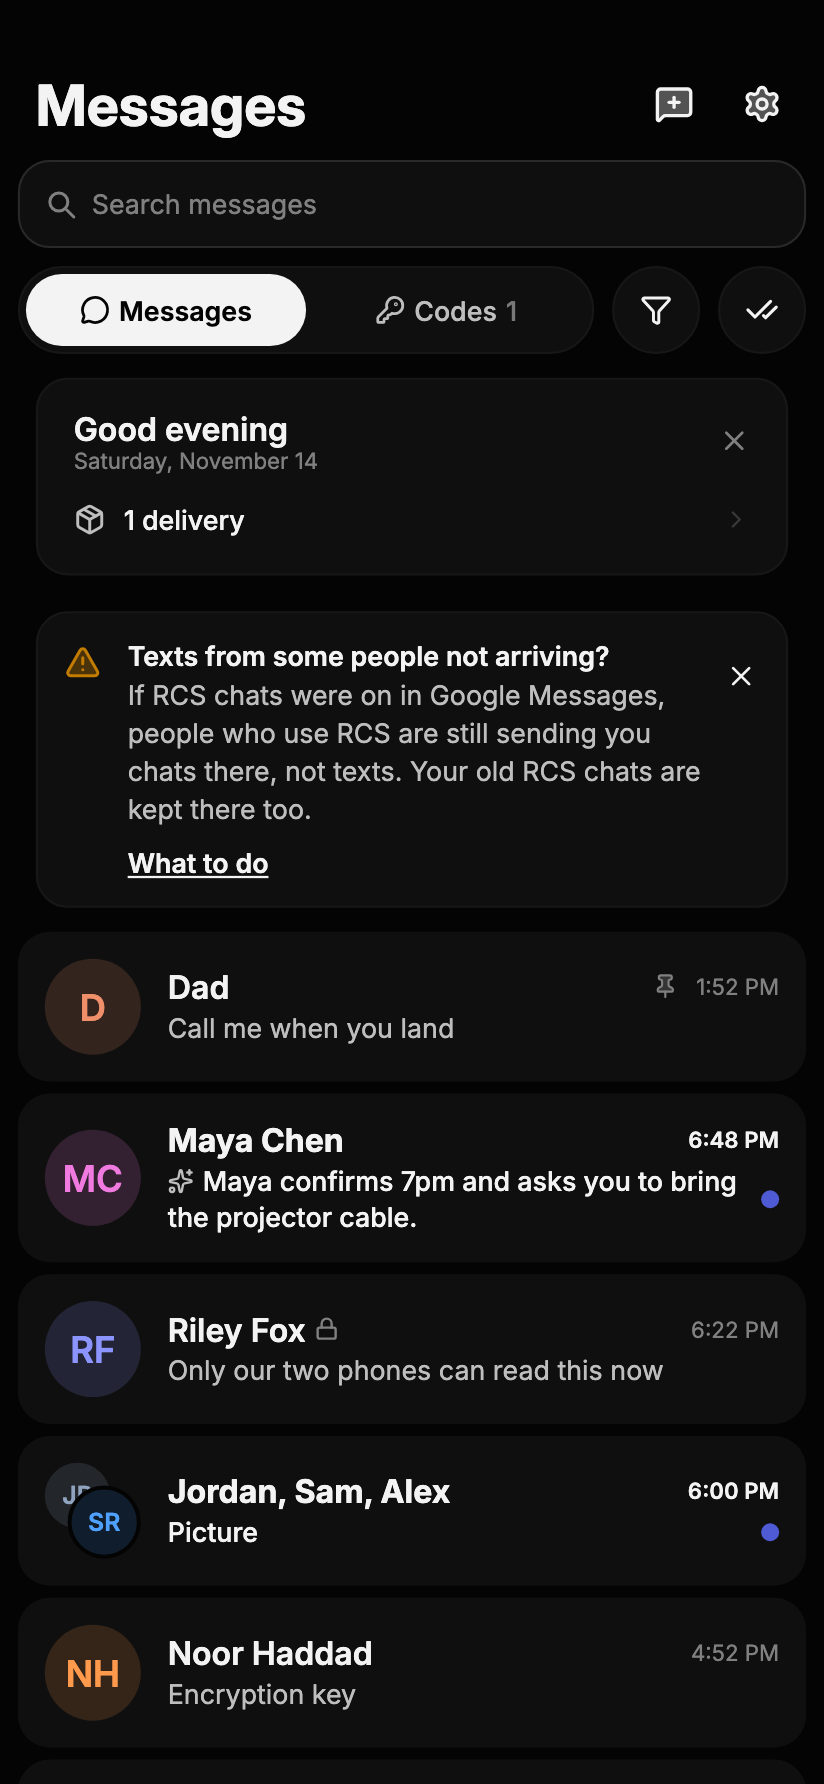 Messages
Search messages
Messages
Codes 1
Good evening
Saturday, November 14
1 delivery
Texts from some people not arriving?
If RCS chats were on in Google Messages,
people who use RCS are still sending you
chats there, not texts. Your old RCS chats are
kept there too.
What to do
D
Dad
1:52 PM
Call me when you land
MC
Maya Chen
6:48 PM
Maya confirms 7pm and asks you to bring
the projector cable.
RF
Riley Fox
6:22 PM
Only our two phones can read this now
SR
Jordan, Sam, Alex
6:00 PM
Picture
NH
Noor Haddad
4:52 PM
Encryption key